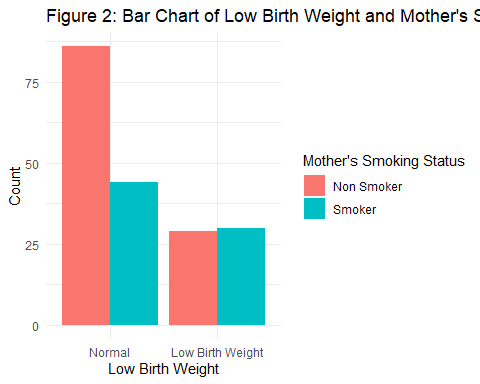 Figure 2: Bar Chart of Low Birth Weight and Mother's S
Count
75
50
25
0
Normal
Low Birth Weight
Low Birth Weight
Mother's Smoking Status
Non Smoker
Smoker